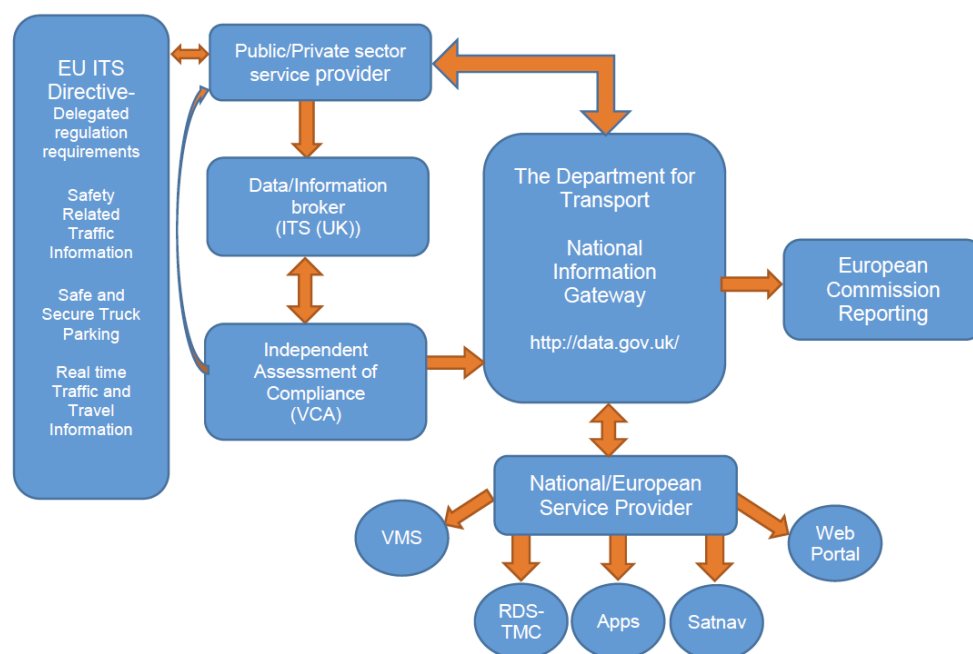 EU ITS
Directive-
Delegated
regulation
requirements
Safety
Related
Traffic
Information
Safe and
Secure Truck
Parking
Real time
Traffic and
Travel
Information
Public/Private sector
service provider
Data/Information
broker
(ITS (UK))
Independent
Assessment of
Compliance
(VCA)
The Department for
Transport
National
Information
Gateway
http://data.gov.uk/
European
Commission
Reporting
National/European
Service Provider
VMS
RDS-
TMC
Apps
Satnav
Web
Portal